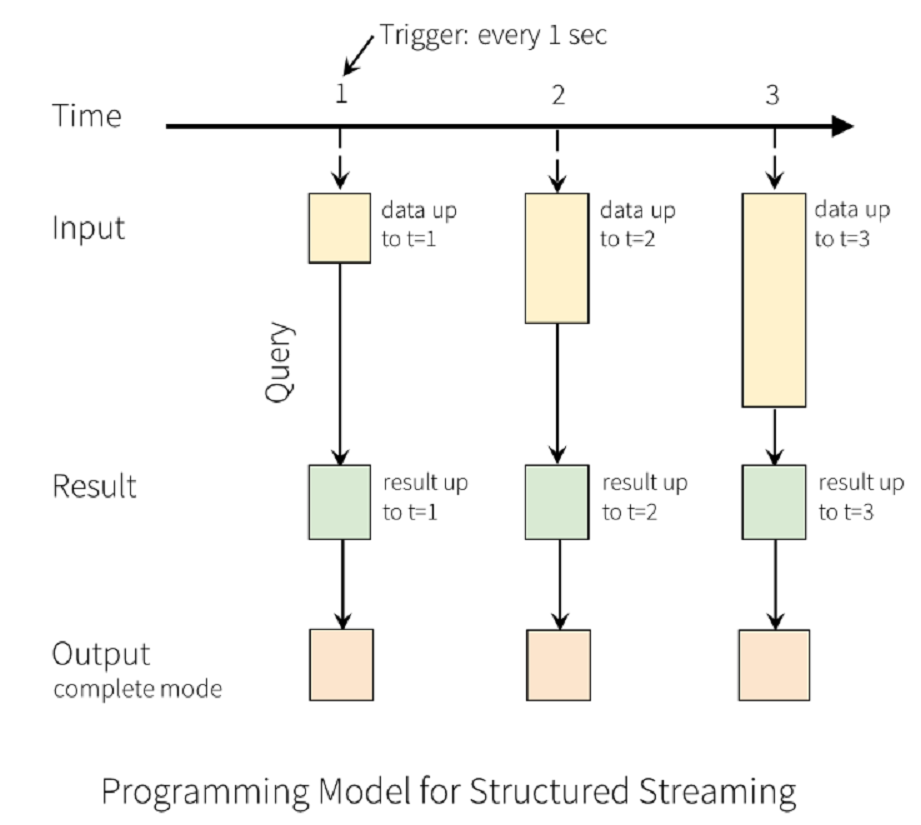 Trigger: every 1 sec
1
2
3
Time
Input
data up
to t=1
data up
to t=2
data up
to t=3
Query
Result
result up
to t=1
result up
to t=2
result up
to t=3
Output
complete mode
Programming Model for Structured Streaming